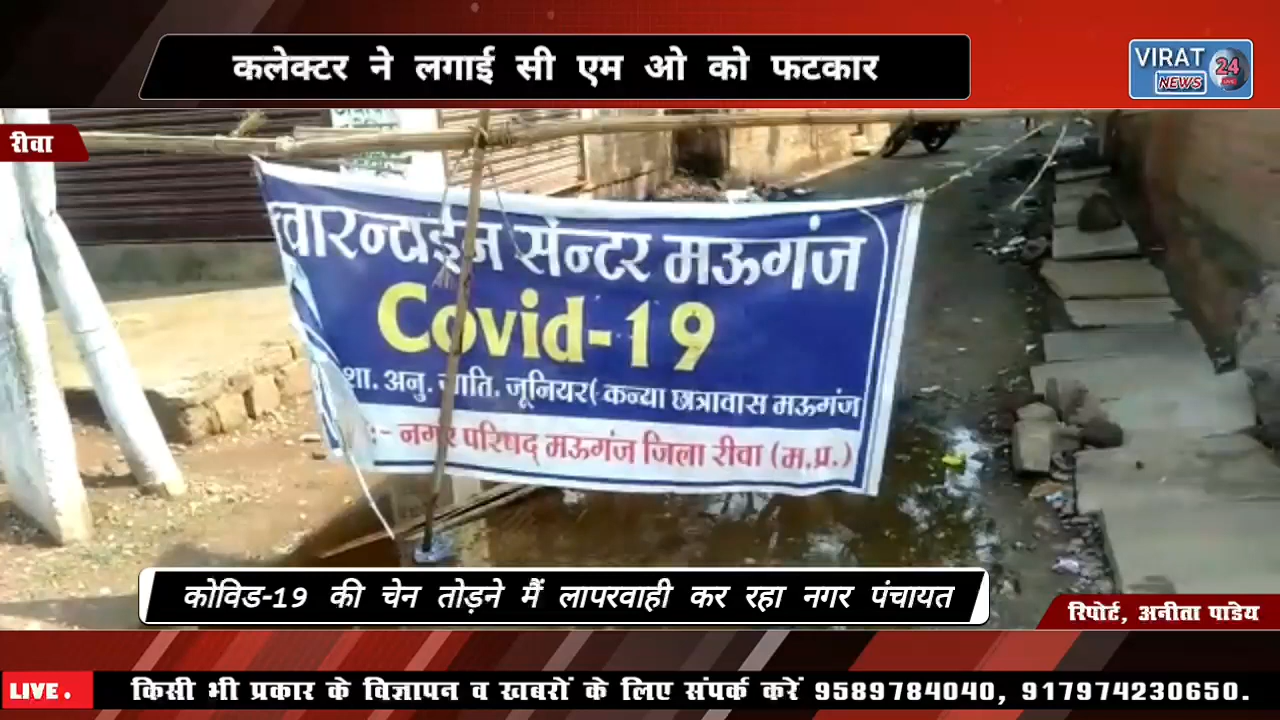 कलेक्टर ने लगाई सी एम ओ को फटकार
VIRAT
NEWS
24
LIVE
रीवा
क्वारन्टाईन सेन्टर मऊगंज
Covid-19
शा. अनु. जाति. जूनियर( कन्या छात्रावास मऊगंज
:- नगर परिषद् मऊगंज जिला रीवा (म.प्र.)
कोविड-19 की चेन तोड़ने मैं लापरवाही कर रहा नगर पंचायत
रिपोर्ट, अनीता पाडेय
LIVE .
किसी भी प्रकार के विज्ञापन व खबरों के लिए संपर्क करें 9589784040, 917974230650.